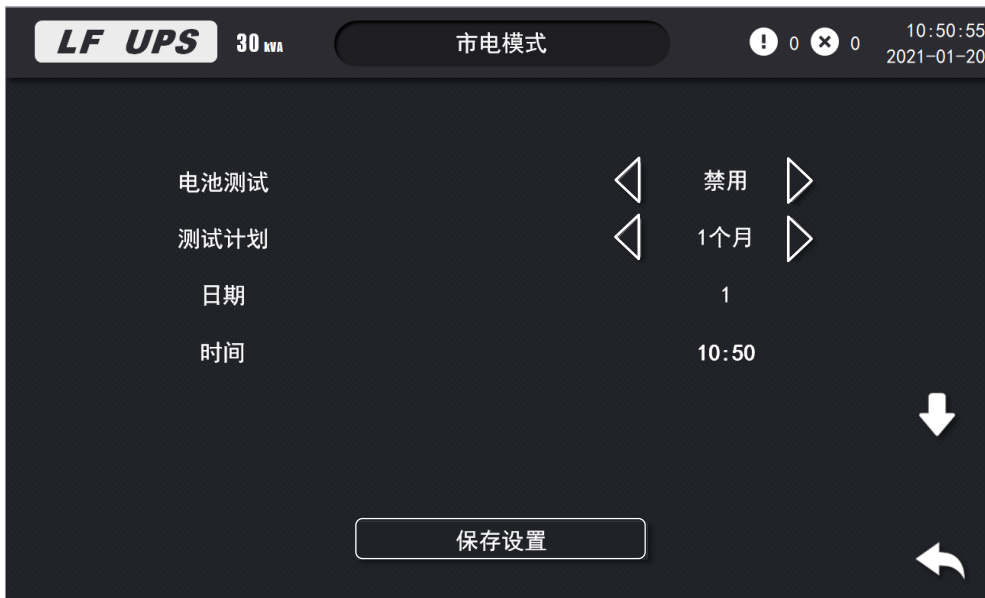 LF UPS 30 kVA 市电模式 0 0 10:50:55
2021-01-20
电池测试 禁用
测试计划 1个月
日期 1
时间 10:50
保存设置